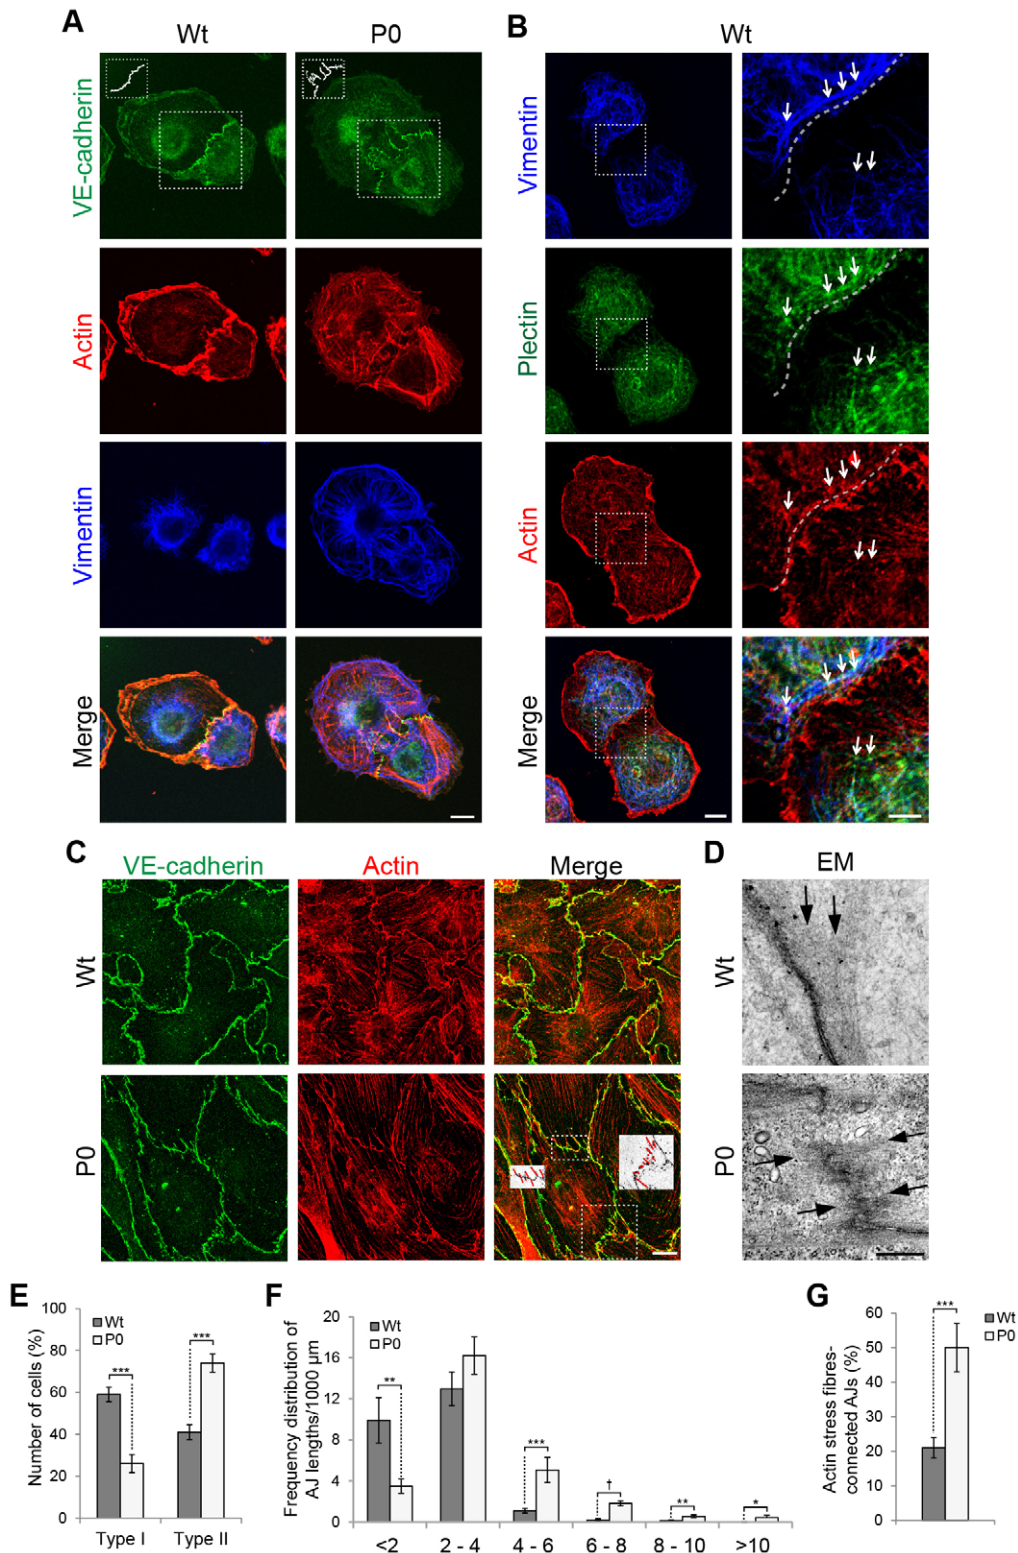 A
Wt
P0
B
Wt
VE-cadherin
Actin
Vimentin
Merge
Vimentin
Plectin
Actin
Merge
C
VE-cadherin
Actin
Merge
Wt
P0
D
EM
Wt
P0
E
Number of cells (%)
100
80
60
40
20
0
Wt
P0
***
***
Type I
Type II
F
Frequency distribution of
AJ lengths/1000 µm
20
16
12
8
4
0
Wt
P0
**
***
†
**
*
<2
2 - 4
4 - 6
6 - 8
8 - 10
>10
G
Actin stress fibres-
connected AJs (%)
60
50
40
30
20
10
0
***
Wt
P0